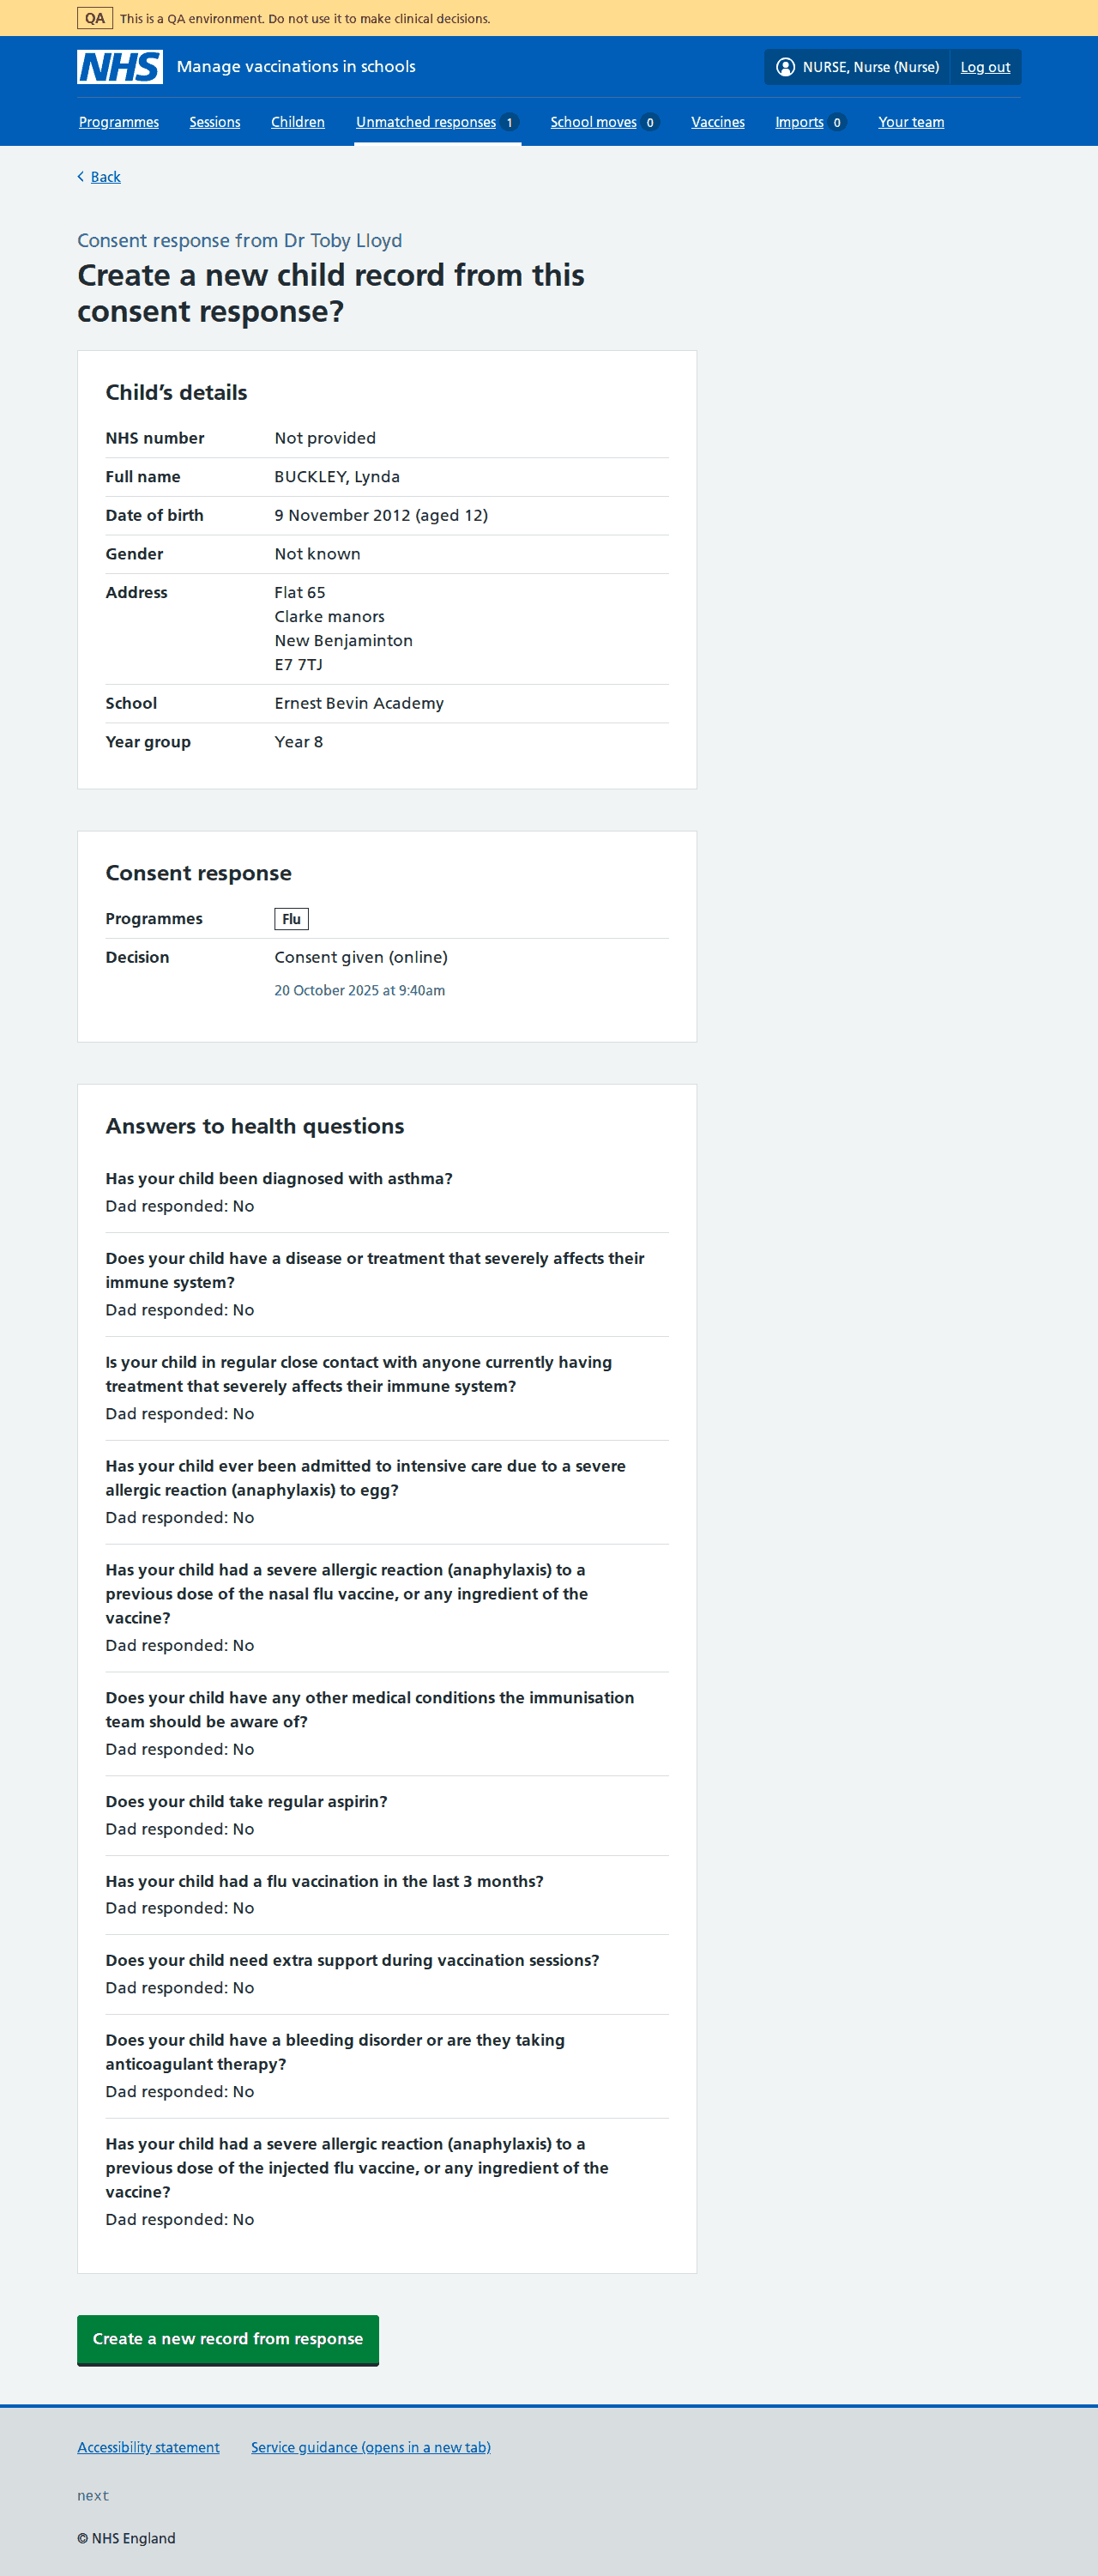 QA This is a QA environment. Do not use it to make clinical decisions.
NHS Manage vaccinations in schools NURSE, Nurse (Nurse) Log out
Programmes Sessions Children Unmatched responses 1 School moves 0 Vaccines Imports 0 Your team
Back
Consent response from Dr Toby Lloyd
Create a new child record from this
consent response?
Child’s details
NHS number Not provided
Full name BUCKLEY, Lynda
Date of birth 9 November 2012 (aged 12)
Gender Not known
Address Flat 65
Clarke manors
New Benjaminton
E7 7TJ
School Ernest Bevin Academy
Year group Year 8
Consent response
Programmes Flu
Decision Consent given (online)
20 October 2025 at 9:40am
Answers to health questions
Has your child been diagnosed with asthma?
Dad responded: No
Does your child have a disease or treatment that severely affects their
immune system?
Dad responded: No
Is your child in regular close contact with anyone currently having
treatment that severely affects their immune system?
Dad responded: No
Has your child ever been admitted to intensive care due to a severe
allergic reaction (anaphylaxis) to egg?
Dad responded: No
Has your child had a severe allergic reaction (anaphylaxis) to a
previous dose of the nasal flu vaccine, or any ingredient of the
vaccine?
Dad responded: No
Does your child have any other medical conditions the immunisation
team should be aware of?
Dad responded: No
Does your child take regular aspirin?
Dad responded: No
Has your child had a flu vaccination in the last 3 months?
Dad responded: No
Does your child need extra support during vaccination sessions?
Dad responded: No
Does your child have a bleeding disorder or are they taking
anticoagulant therapy?
Dad responded: No
Has your child had a severe allergic reaction (anaphylaxis) to a
previous dose of the injected flu vaccine, or any ingredient of the
vaccine?
Dad responded: No
Create a new record from response
Accessibility statement Service guidance (opens in a new tab)
next
© NHS England